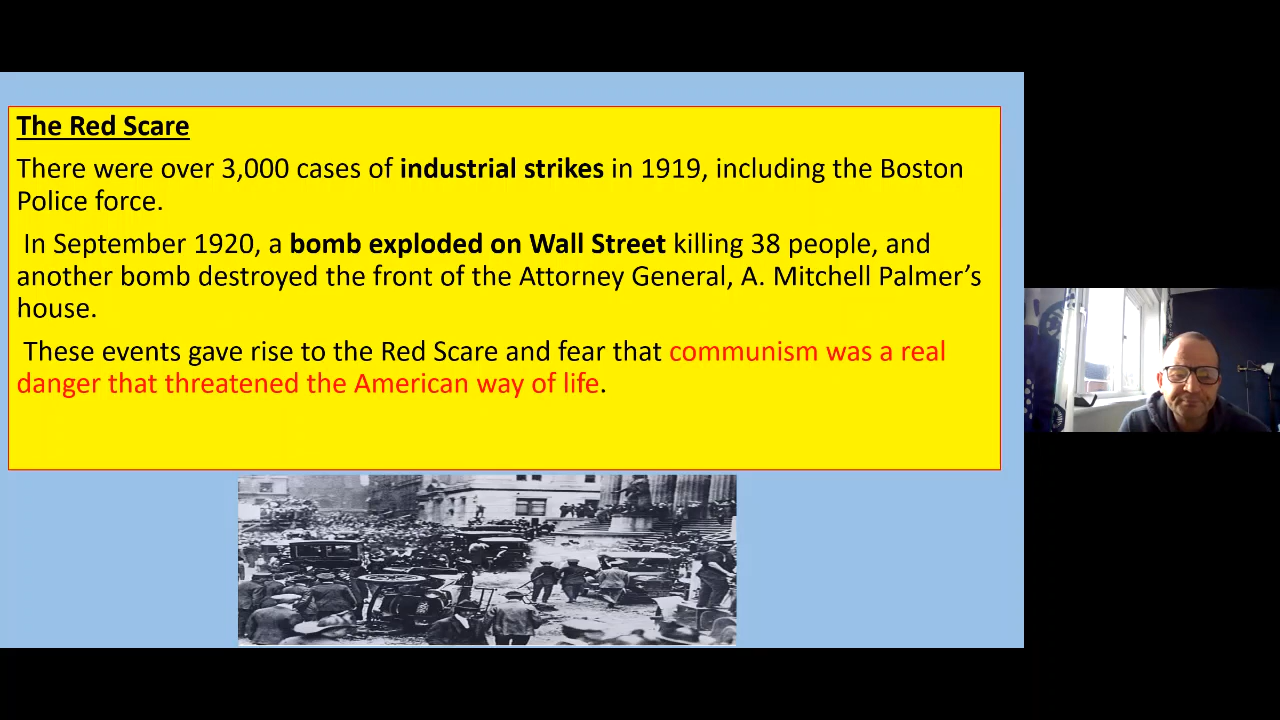 The Red Scare
There were over 3,000 cases of industrial strikes in 1919, including the Boston
Police force.
In September 1920, a bomb exploded on Wall Street killing 38 people, and
another bomb destroyed the front of the Attorney General, A. Mitchell Palmer’s
house.
These events gave rise to the Red Scare and fear that communism was a real
danger that threatened the American way of life.